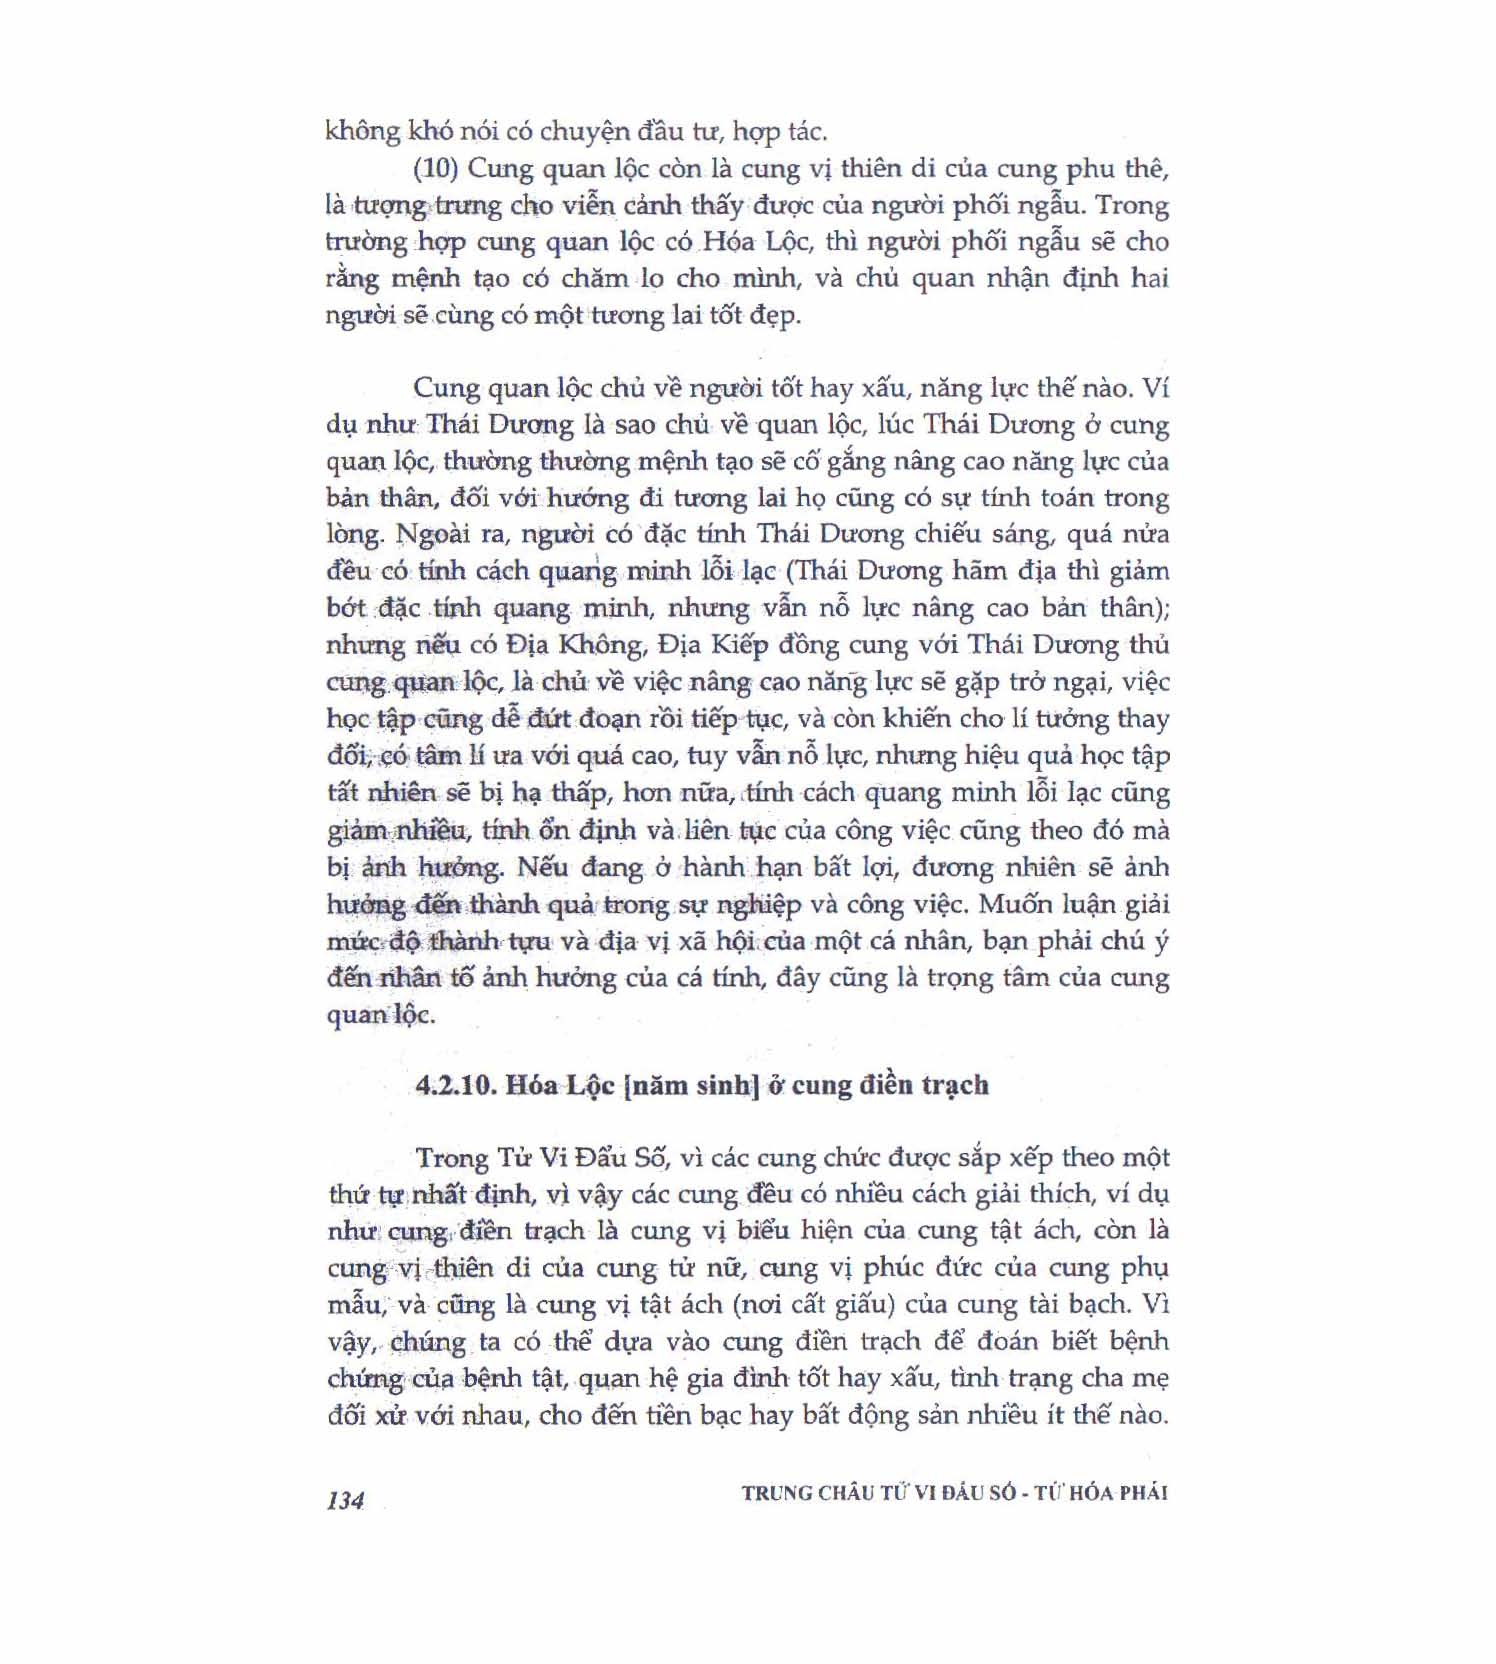 không khó nói có chuyện đầu tư, hợp tác.
(10) Cung quan lộc còn là cung vị thiên di của cung phu thê,
là tượng trưng cho viễn cảnh thấy được của người phối ngẫu. Trong
trường hợp cung quan lộc có Hóa Lộc, thì người phối ngẫu sẽ cho
rằng mệnh tạo có chăm lo cho mình, và chủ quan nhận định hai
người sẽ cùng có một tương lai tốt đẹp.
Cung quan lộc chủ về người tốt hay xấu, năng lực thế nào. Ví
dụ như Thái Dương là sao chủ về quan lộc, lúc Thái Dương ở cung
quan lộc, thường thường mệnh tạo sẽ cố gắng nâng cao năng lực của
bản thân, đối với hướng đi tương lai họ cũng có sự tính toán trong
lòng. Ngoài ra, người có đặc tính Thái Dương chiếu sáng, quá nửa
đều có tính cách quang minh lỗi lạc (Thái Dương hãm địa thì giảm
bớt đặc tính quang minh, nhưng vẫn nỗ lực nâng cao bản thân);
nhưng nếu có Địa Không, Địa Kiếp đồng cung với Thái Dương thủ
cung quan lộc, là chủ về việc nâng cao năng lực sẽ gặp trở ngại, việc
học tập cũng dễ đứt đoạn rồi tiếp tục, và còn khiến cho lí tưởng thay
đổi, có tâm lí ưa với quá cao, tuy vẫn nỗ lực, nhưng hiệu quả học tập
tất nhiên sẽ bị hạ thấp, hơn nữa, tính cách quang minh lỗi lạc cũng
giảm nhiều, tính ổn định và liên tục của công việc cũng theo đó mà
bị ảnh hưởng. Nếu đang ở hành hạn bất lợi, đương nhiên sẽ ảnh
hưởng đến thành quả trong sự nghiệp và công việc. Muốn luận giải
mức độ thành tựu và địa vị xã hội của một cá nhân, bạn phải chú ý
đến nhân tố ảnh hưởng của cá tính, đây cũng là trọng tâm của cung
quan lộc.
4.2.10. Hóa Lộc [năm sinh] ở cung điền trạch
Trong Tử Vi Đẩu Số, vì các cung chức được sắp xếp theo một
thứ tự nhất định, vì vậy các cung đều có nhiều cách giải thích, ví dụ
như cung điền trạch là cung vị biểu hiện của cung tật ách, còn là
cung vị thiên di của cung tử nữ, cung vị phúc đức của cung phụ
mẫu, và cũng là cung vị tật ách (nơi cất giấu) của cung tài bạch. Vì
vậy, chúng ta có thể dựa vào cung điền trạch để đoán biết bệnh
chứng của bệnh tật, quan hệ gia đình tốt hay xấu, tình trạng cha mẹ
đối xử với nhau, cho đến tiền bạc hay bất động sản nhiều ít thế nào.
134
TRUNG CHÂU TỬ VI ĐẨU SỐ - TỨ HÓA PHÁI